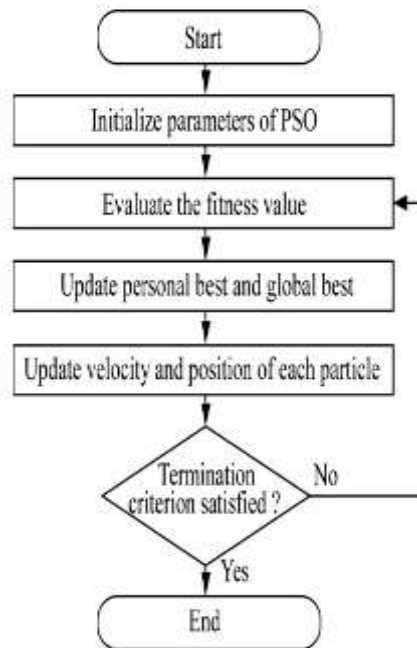 Start
Initialize parameters of PSO
Evaluate the fitness value
Update personal best and global best
Update velocity and position of each particle
Termination
criterion satisfied ?
No
Yes
End